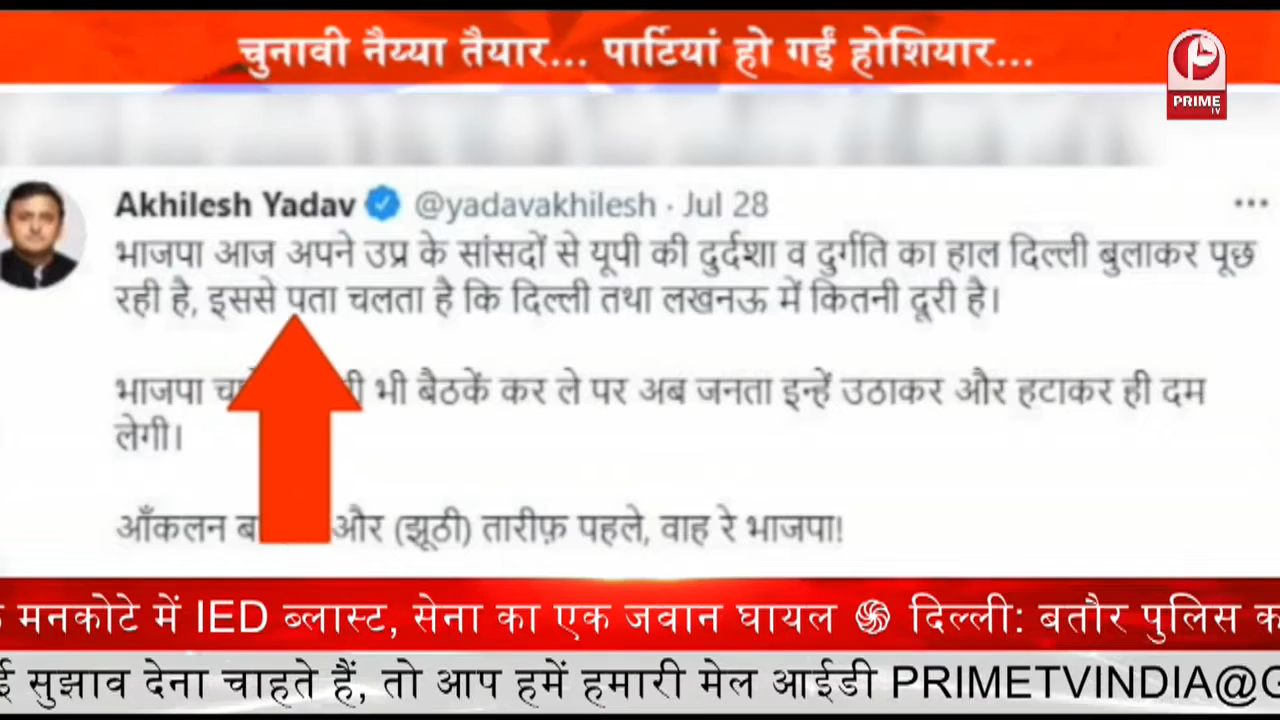 चुनावी नैय्या तैयार... पार्टियां हो गईं होशियार...
PRIME
TV
Akhilesh Yadav @yadavakhilesh · Jul 28
भाजपा आज अपने उप्र के सांसदों से यूपी की दुर्दशा व दुर्गति का हाल दिल्ली बुलाकर पूछ
रही है, इससे पता चलता है कि दिल्ली तथा लखनऊ में कितनी दूरी है।
भाजपा भी बैठकें कर ले पर अब जनता इन्हें उठाकर और हटाकर ही दम
लेगी।
आँकलन और (झूठी) तारीफ़ पहले, वाह रे भाजपा!
मनकोटे में IED ब्लास्ट, सेना का एक जवान घायल दिल्ली: बतौर पुलिस
सुझाव देना चाहते हैं, तो आप हमें हमारी मेल आईडी PRIMETVINDIA@G